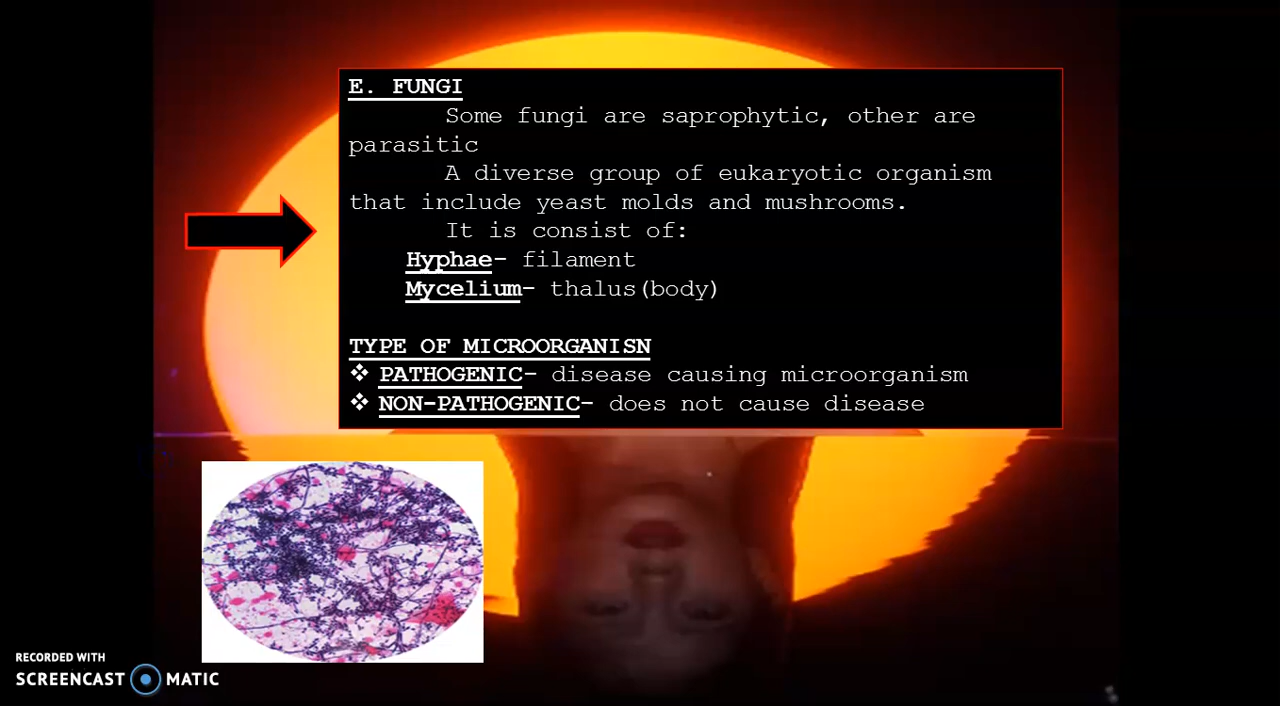 E. FUNGI
Some fungi are saprophytic, other are
parasitic
A diverse group of eukaryotic organism
that include yeast molds and mushrooms.
It is consist of:
Hyphae- filament
Mycelium- thalus(body)
TYPE OF MICROORGANISN
❖ PATHOGENIC- disease causing microorganism
❖ NON-PATHOGENIC- does not cause disease
RECORDED WITH
SCREENCAST MATIC